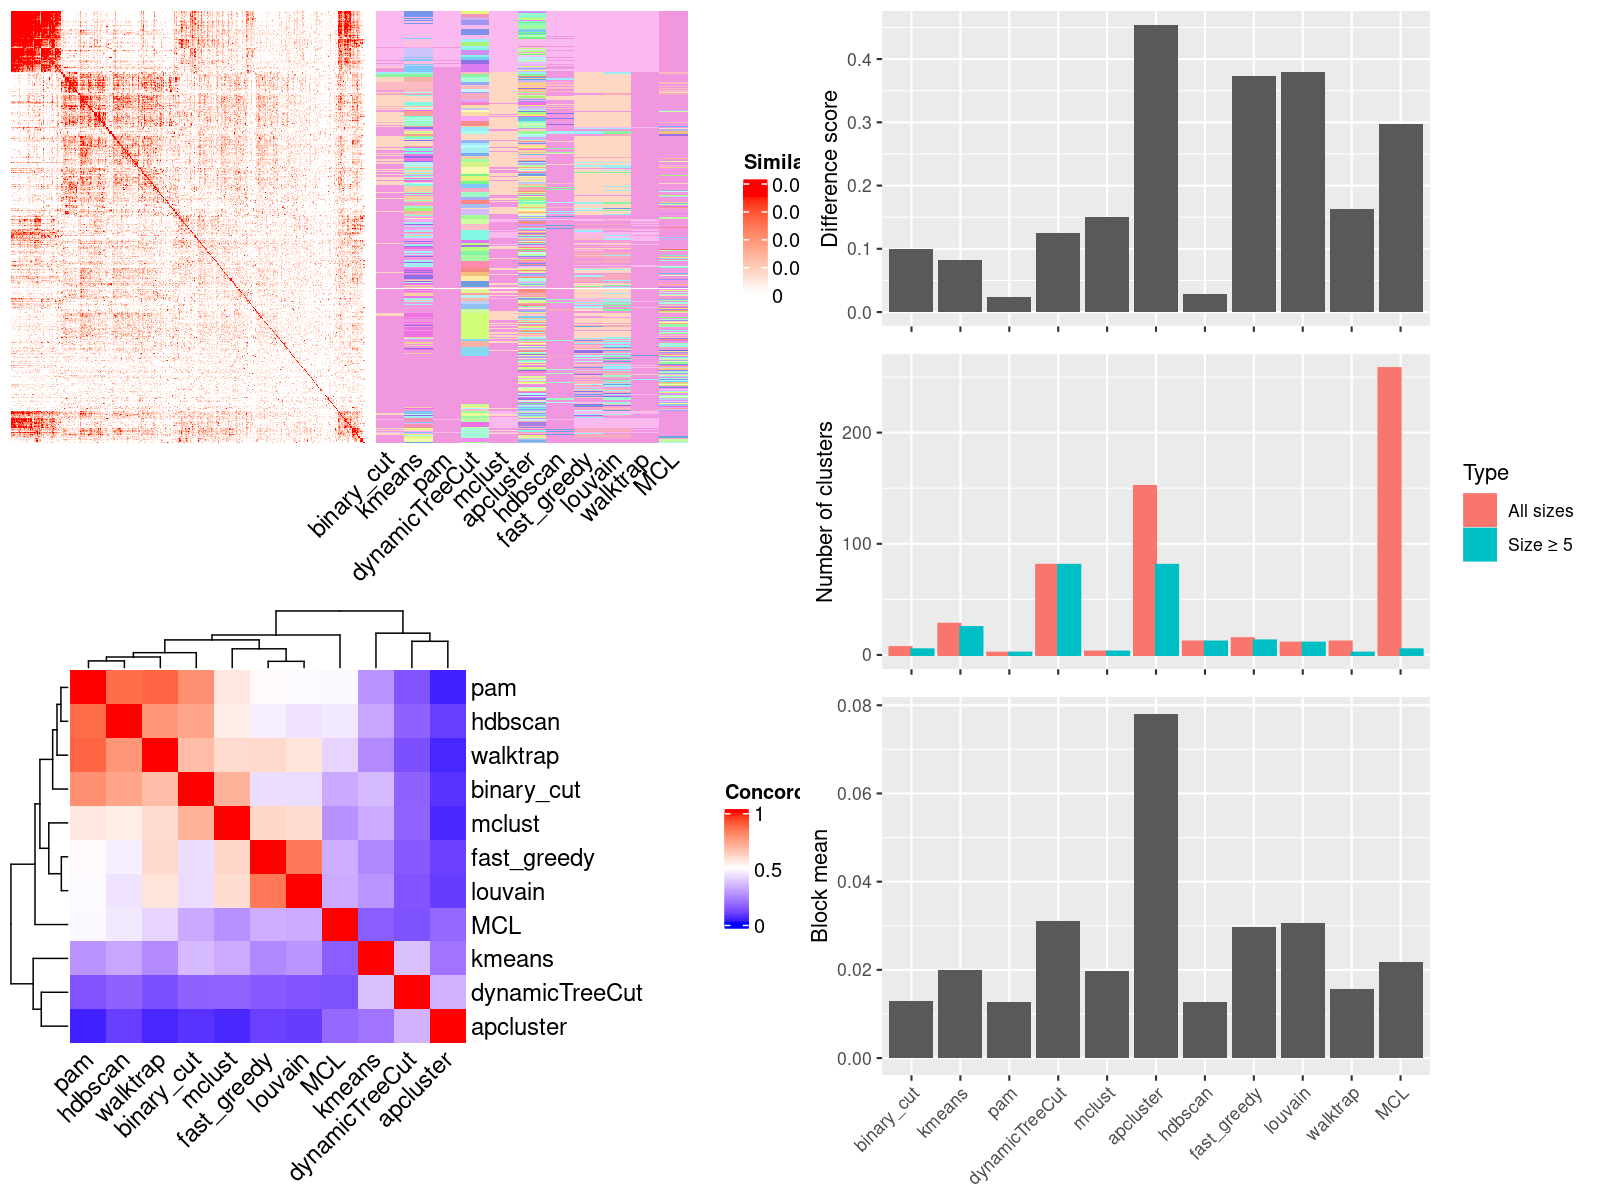 Simila
0.0
0.0
0.0
0.0
0
binary_cut
kmeans
pam
dynamicTreeCut
mclust
apcluster
hdbscan
fast_greedy
louvain
walktrap
MCL
pam
hdbscan
walktrap
binary_cut
mclust
fast_greedy
louvain
MCL
kmeans
dynamicTreeCut
apcluster
pam
hdbscan
walktrap
binary_cut
mclust
fast_greedy
louvain
MCL
kmeans
dynamicTreeCut
apcluster
Concord
1
0.5
0
Difference score
0.4
0.3
0.2
0.1
0.0
Number of clusters
200
100
0
Type
All sizes
Size ≥ 5
Block mean
0.08
0.06
0.04
0.02
0.00
binary_cut
kmeans
pam
dynamicTreeCut
mclust
apcluster
hdbscan
fast_greedy
louvain
walktrap
MCL